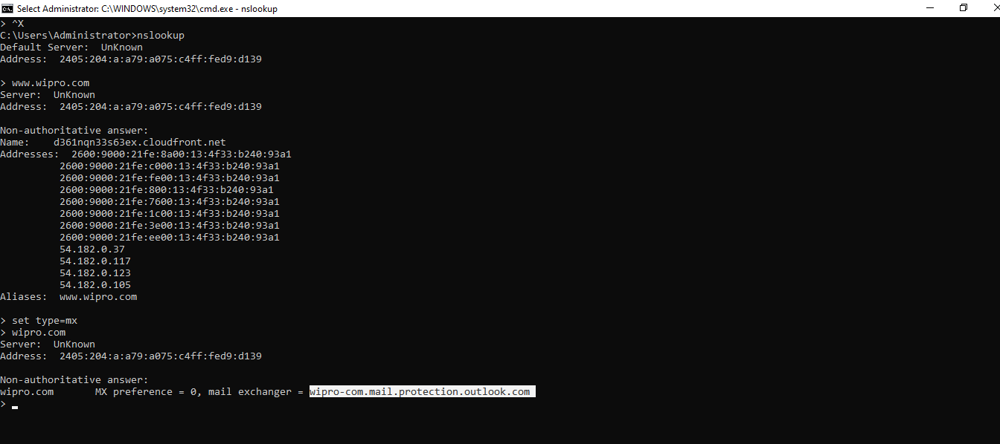 Select Administrator: C:\WINDOWS\system32\cmd.exe - nslookup
> ^X
C:\Users\Administrator>nslookup
Default Server:  UnKnown
Address:  2405:204:a:a79:a075:c4ff:fed9:d139

> www.wipro.com
Server:  UnKnown
Address:  2405:204:a:a79:a075:c4ff:fed9:d139

Non-authoritative answer:
Name:    d361nqn33s63ex.cloudfront.net
Addresses:  2600:9000:21fe:8a00:13:4f33:b240:93a1
          2600:9000:21fe:c000:13:4f33:b240:93a1
          2600:9000:21fe:fe00:13:4f33:b240:93a1
          2600:9000:21fe:800:13:4f33:b240:93a1
          2600:9000:21fe:7600:13:4f33:b240:93a1
          2600:9000:21fe:1c00:13:4f33:b240:93a1
          2600:9000:21fe:3e00:13:4f33:b240:93a1
          2600:9000:21fe:ee00:13:4f33:b240:93a1
          54.182.0.37
          54.182.0.117
          54.182.0.123
          54.182.0.105
Aliases:  www.wipro.com

> set type=mx
> wipro.com
Server:  UnKnown
Address:  2405:204:a:a79:a075:c4ff:fed9:d139

Non-authoritative answer:
wipro.com       MX preference = 0, mail exchanger = wipro-com.mail.protection.outlook.com
>